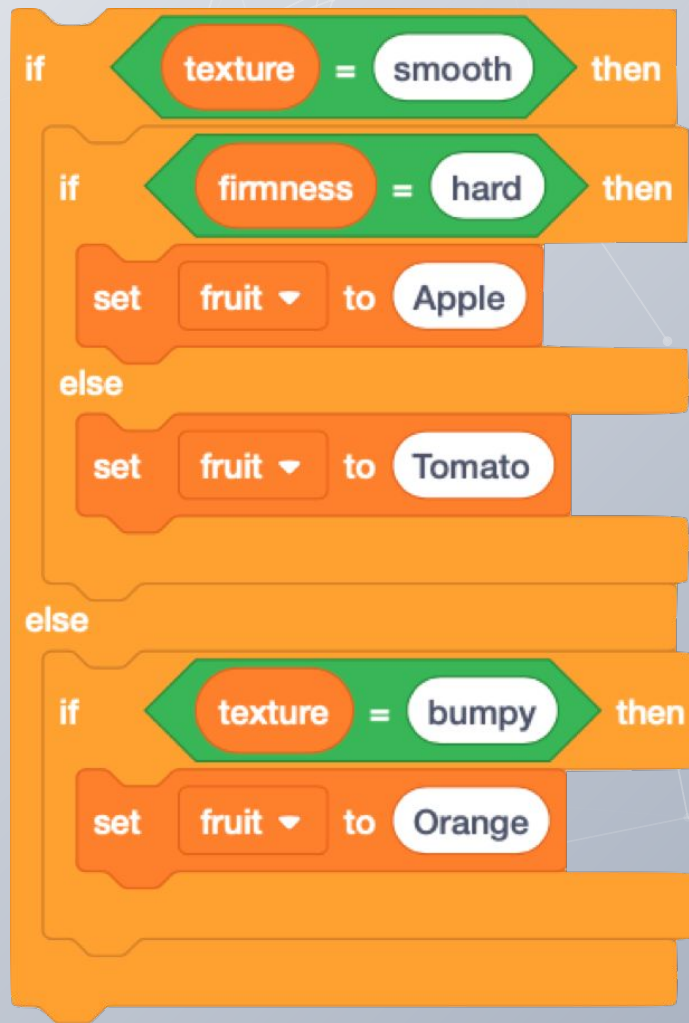 if texture = smooth then
if firmness = hard then
set fruit to Apple
else
set fruit to Tomato
else
if texture = bumpy then
set fruit to Orange